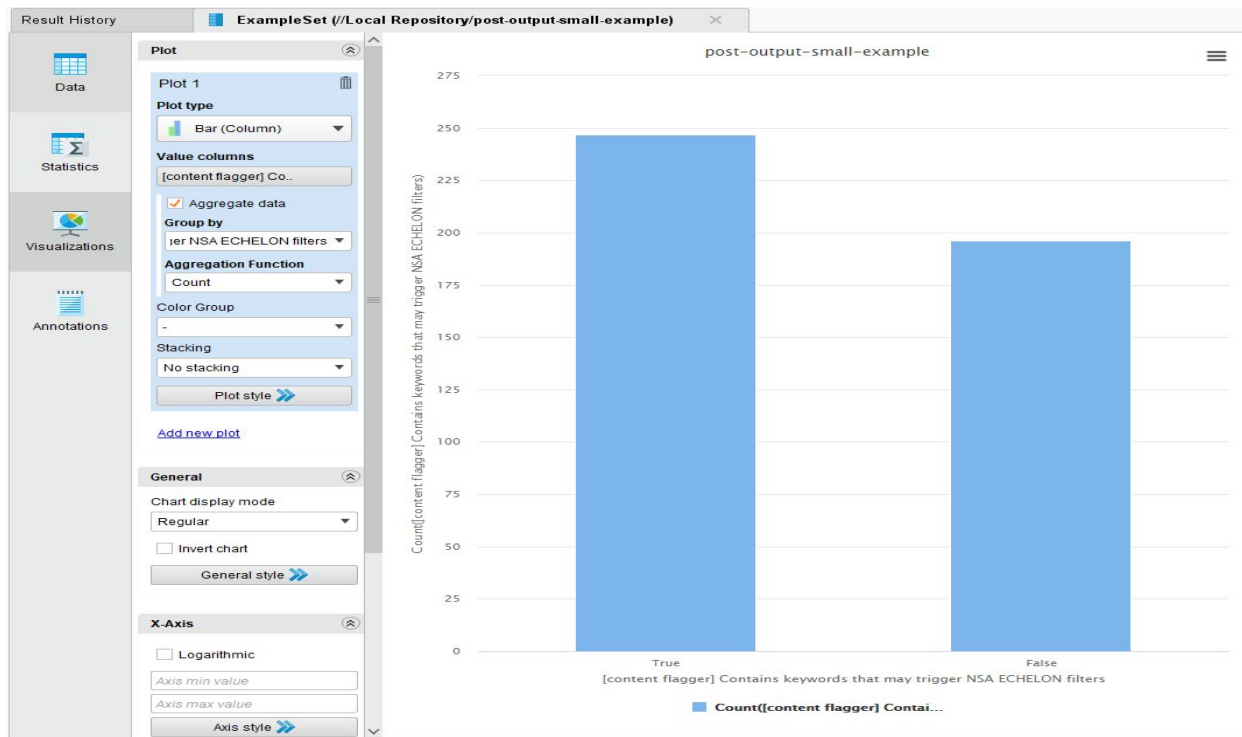 Result History
ExampleSet (//Local Repository/post-output-small-example)
Data
Statistics
Visualizations
Annotations
Plot
Plot 1
Plot type
Bar (Column)
Value columns
[content flagger] Co..
Aggregate data
Group by
ger NSA ECHELON filters
Aggregation Function
Count
Color Group
-
Stacking
No stacking
Plot style
Add new plot
General
Chart display mode
Regular
Invert chart
General style
X-Axis
Logarithmic
Axis min value
Axis max value
Axis style
post-output-small-example
Count([content flagger] Contains keywords that may trigger NSA ECHELON filters)
275
250
225
200
175
150
125
100
75
50
25
0
True
False
[content flagger] Contains keywords that may trigger NSA ECHELON filters
Count([content flagger] Contai...